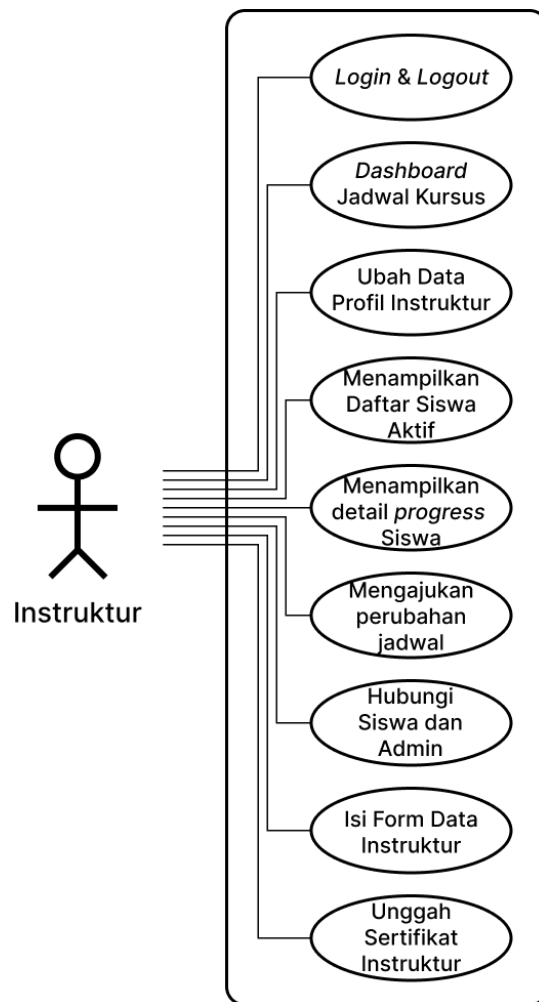 Login & Logout
Dashboard
Jadwal Kursus
Ubah Data
Profil Instruktur
Menampilkan
Daftar Siswa
Aktif
Menampilkan
detail progress
Siswa
Instruktur
Mengajukan
perubahan
jadwal
Hubungi
Siswa dan
Admin
Isi Form Data
Instruktur
Unggah
Sertifikat
Instruktur